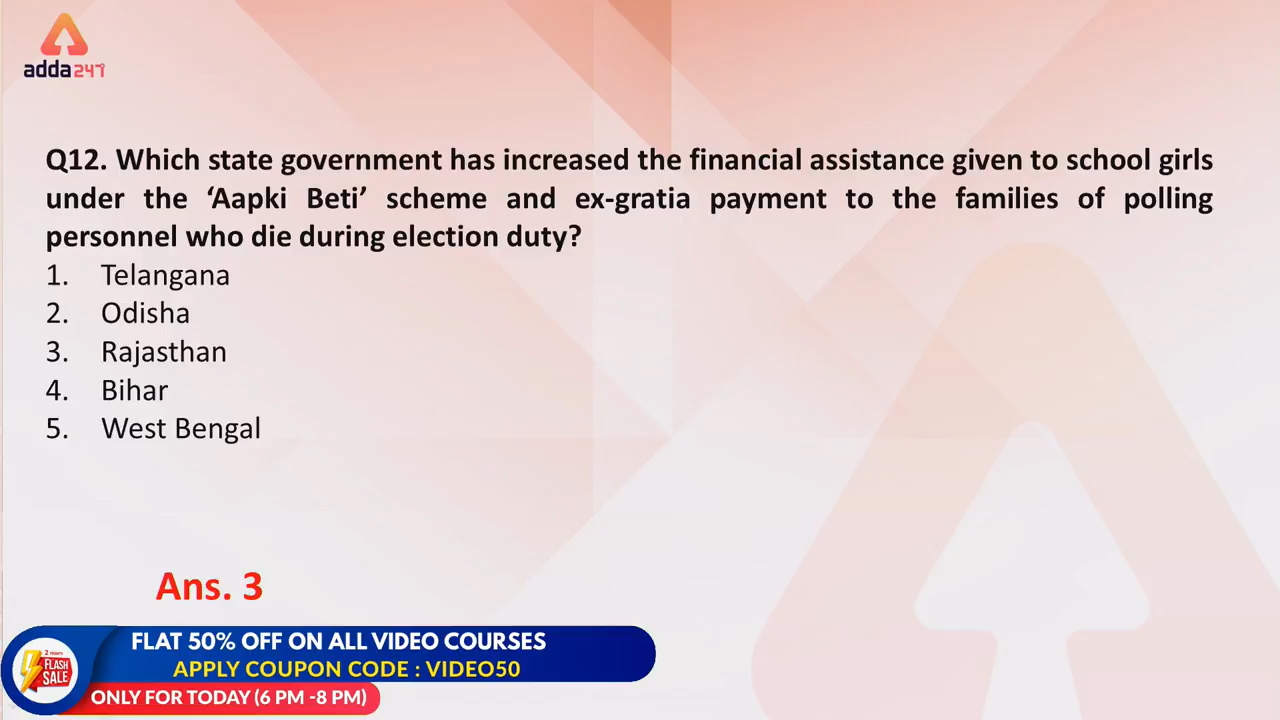 adda247
Q12. Which state government has increased the financial assistance given to school girls
under the ‘Aapki Beti’ scheme and ex-gratia payment to the families of polling
personnel who die during election duty?
1. Telangana
2. Odisha
3. Rajasthan
4. Bihar
5. West Bengal
Ans. 3
FLAT 50% OFF ON ALL VIDEO COURSES
2 Hours
FLASH
SALE
APPLY COUPON CODE : VIDEO50
ONLY FOR TODAY (6 PM -8 PM)